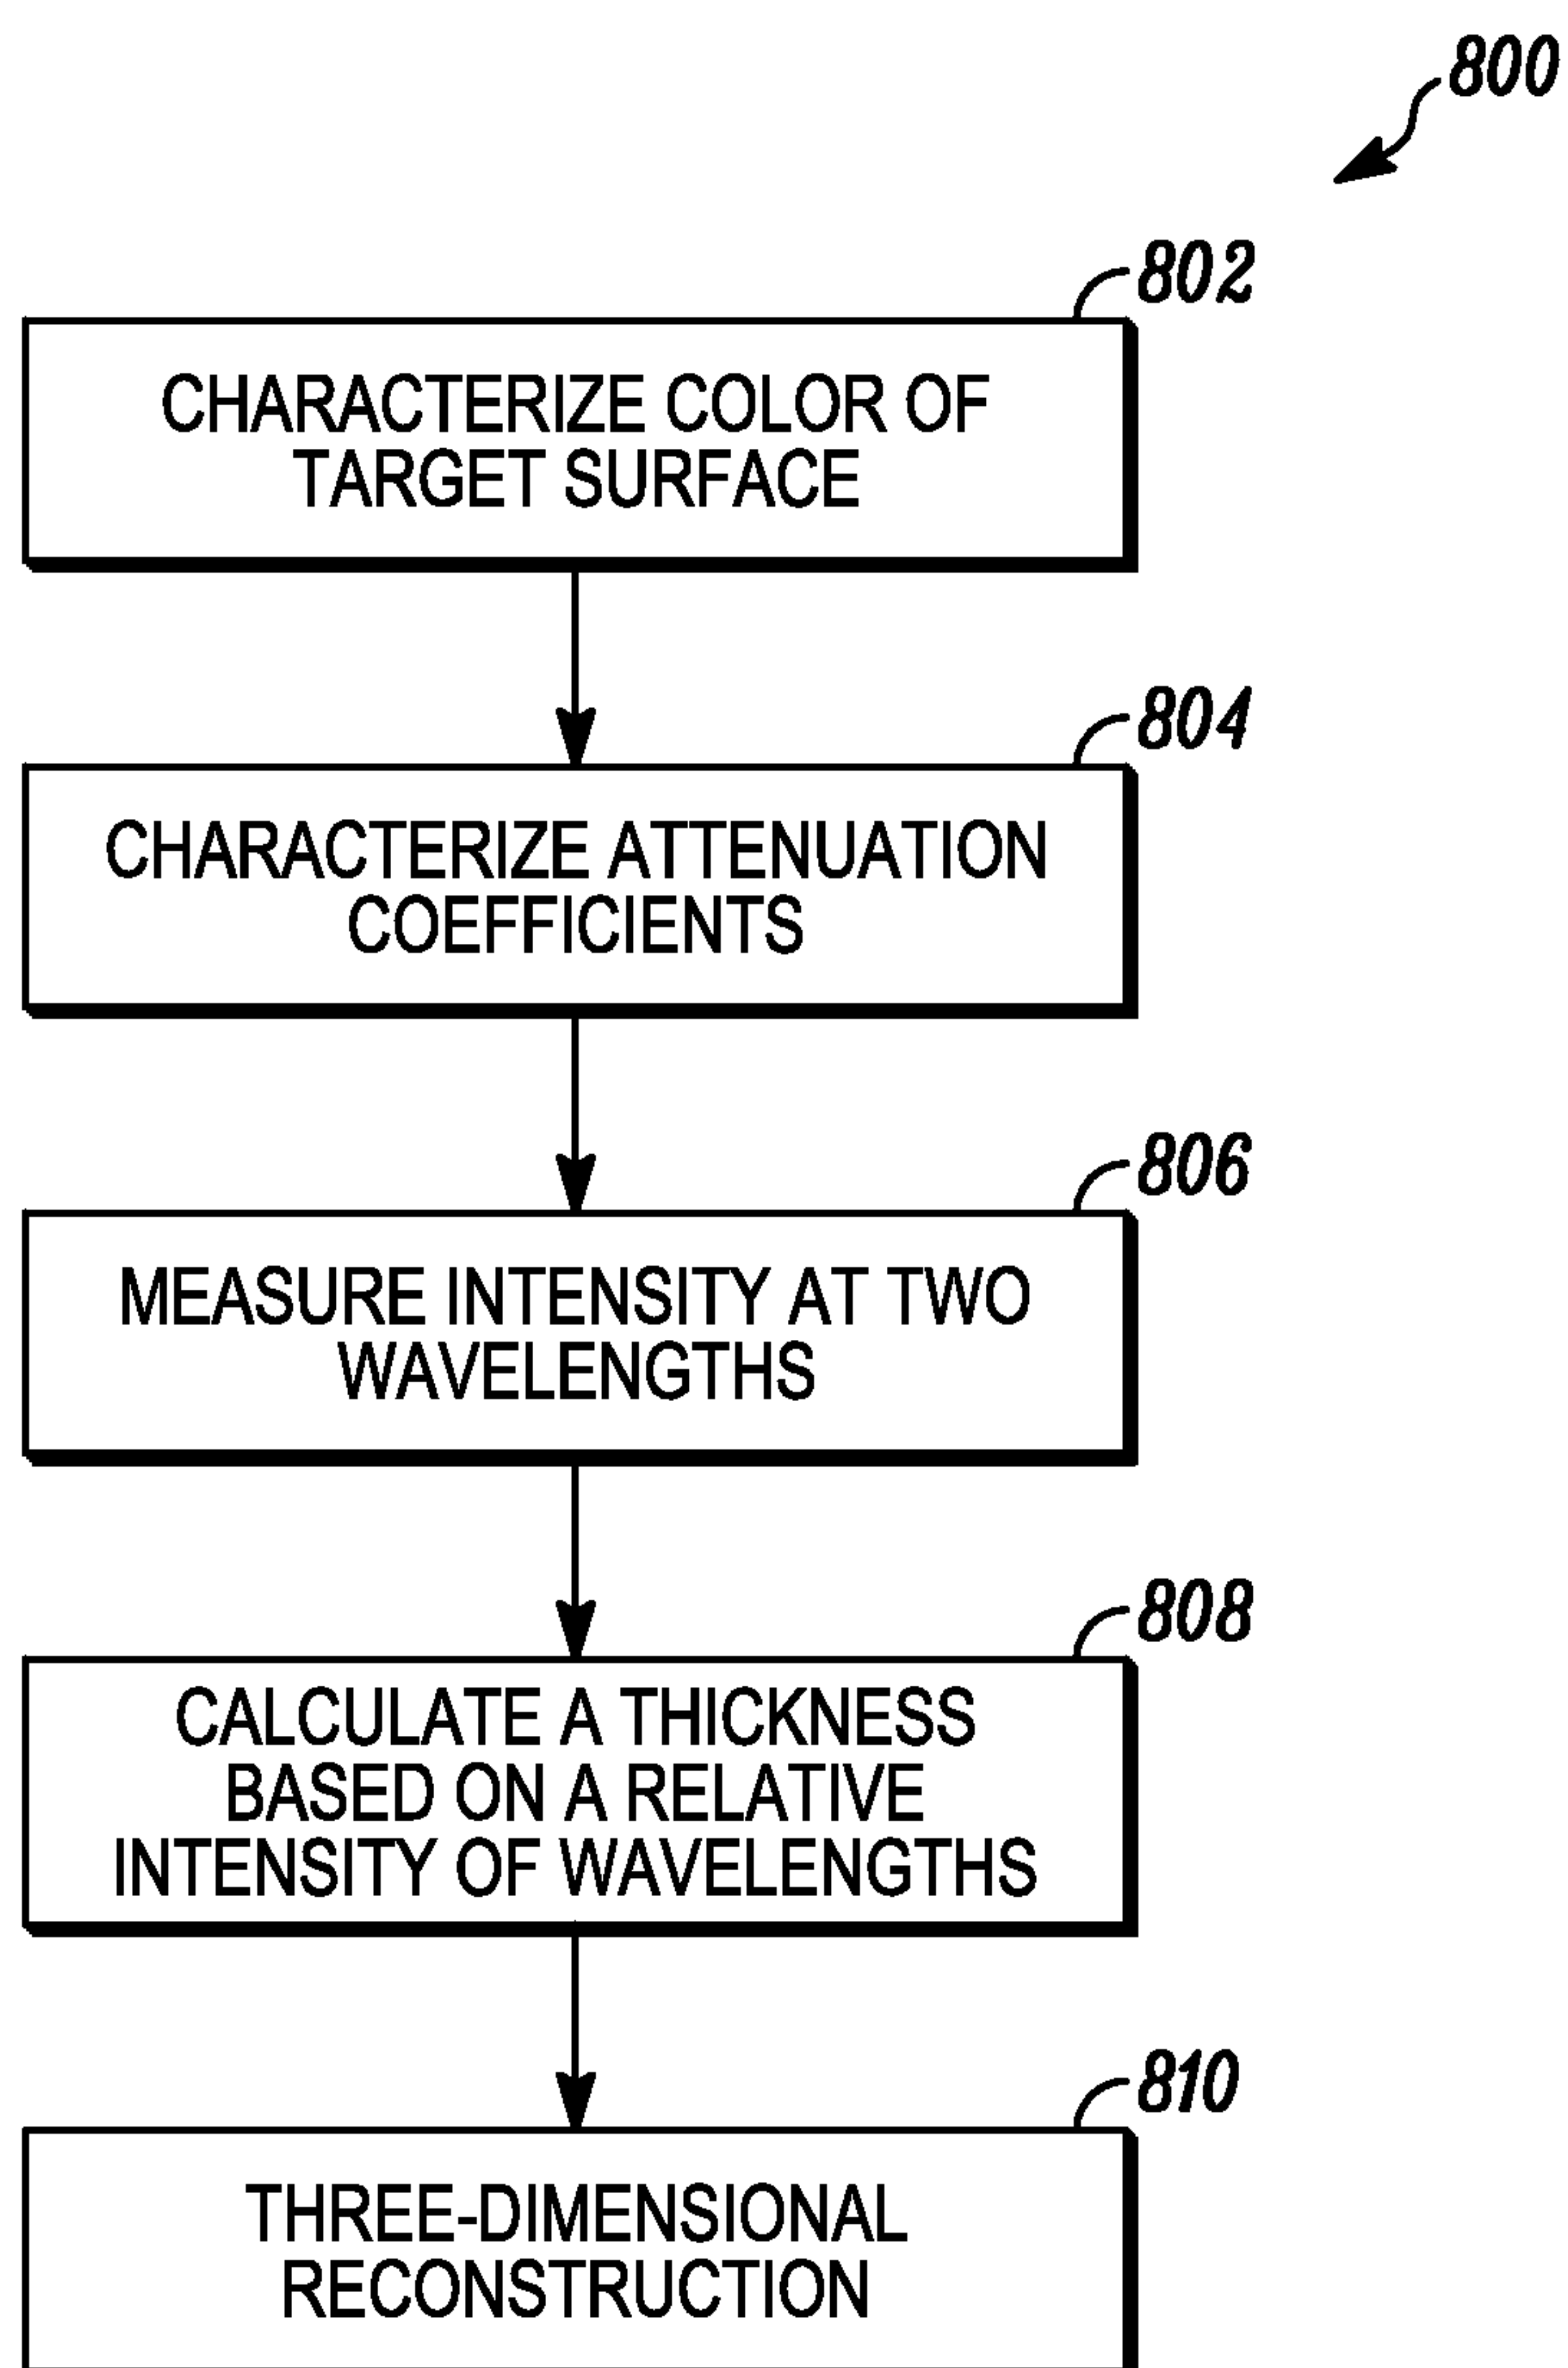 800
802
CHARACTERIZE COLOR OF
TARGET SURFACE
804
CHARACTERIZE ATTENUATION
COEFFICIENTS
806
MEASURE INTENSITY AT TWO
WAVELENGTHS
808
CALCULATE A THICKNESS
BASED ON A RELATIVE
INTENSITY OF WAVELENGTHS
810
THREE-DIMENSIONAL
RECONSTRUCTION